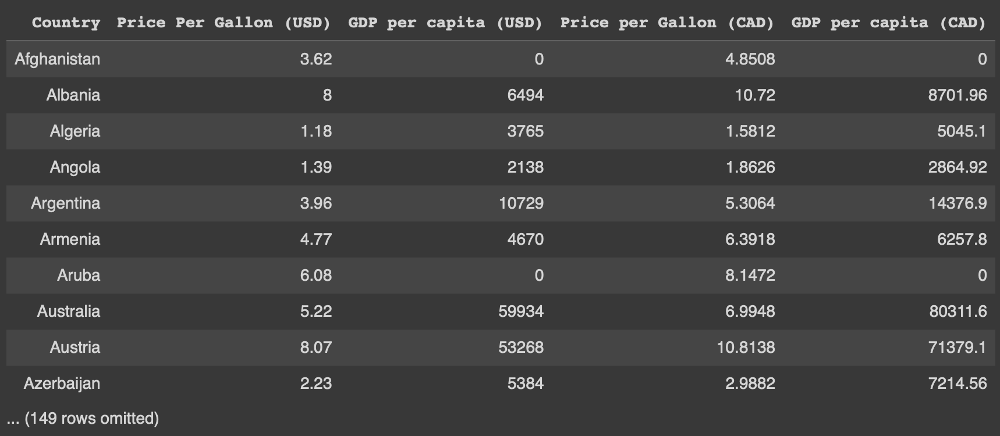 Country Price Per Gallon (USD) GDP per capita (USD) Price per Gallon (CAD) GDP per capita (CAD)
Afghanistan 3.62 0 4.8508 0
Albania 8 6494 10.72 8701.96
Algeria 1.18 3765 1.5812 5045.1
Angola 1.39 2138 1.8626 2864.92
Argentina 3.96 10729 5.3064 14376.9
Armenia 4.77 4670 6.3918 6257.8
Aruba 6.08 0 8.1472 0
Australia 5.22 59934 6.9948 80311.6
Austria 8.07 53268 10.8138 71379.1
Azerbaijan 2.23 5384 2.9882 7214.56
... (149 rows omitted)